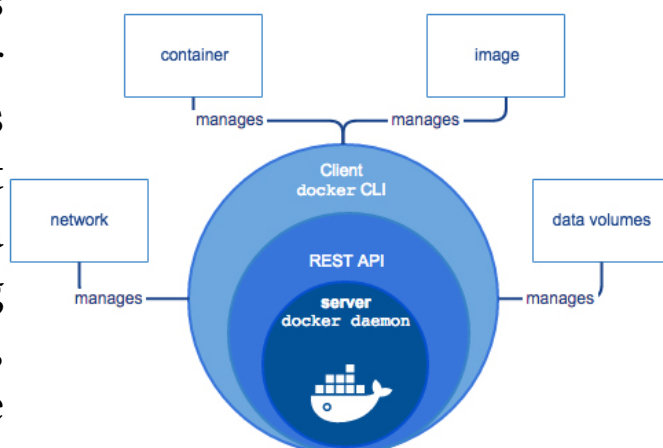 container
image
manages
manages
Client
docker CLI
network
data volumes
REST API
manages
server
docker daemon
manages